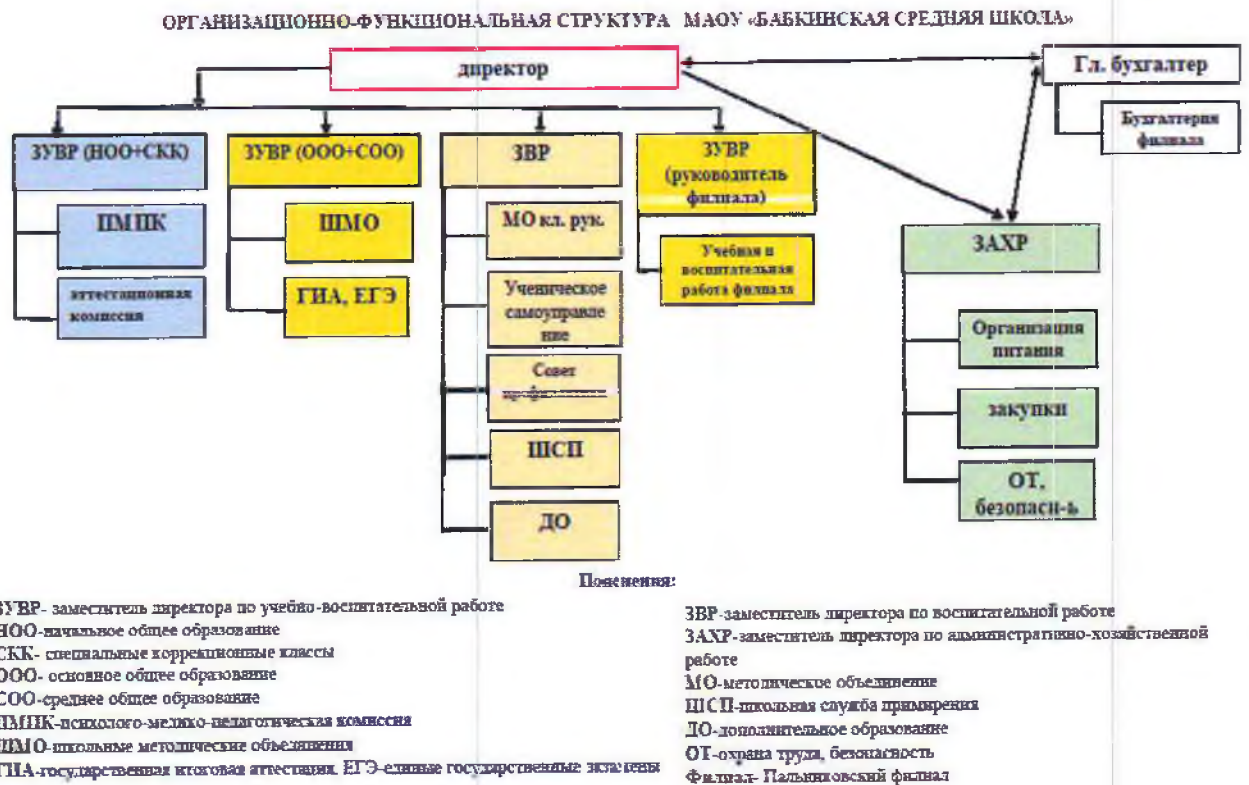 ОРГАНИЗАЦИОННО-ФУНКЦИОНАЛЬНАЯ СТРУКТУРА МАОУ «БАБКИНСКАЯ СРЕДНЯЯ ШКОЛА»
директор
Гл. бухгалтер
Бухгалтерия
филиала
ЗУВР (НОО+СКК)
ПМПК
аттестационная
комиссия
ЗУВР (ООО+СОО)
ШМО
ГИА, ЕГЭ
ЗВР
МО кл. рук.
Ученическое
самоуправле
ние
Совет
ШСП
ДО
ЗУВР
(руководитель
филиала)
Учебная и
воспитательная
работа филиала
ЗАХР
Организация
питания
закупки
ОТ,
безопасн-ь
Пояснения:
ЗУВР- заместитель директора по учебно-воспитательной работе
НОО-начальное общее образование
СКК- специальные коррекционные классы
ООО- основное общее образование
СОО-среднее общее образование
ПМПК-психолого-медико-педагогическая комиссия
ШМО-школьные методические объединения
ГИА-государственная итоговая аттестация, ЕГЭ-единые государственные экзамены
ЗВР-заместитель директора по воспитательной работе
ЗАХР-заместитель директора по административно-хозяйственной
работе
МО-методическое объединение
ШСП-школьная служба примирения
ДО-дополнительное образование
ОТ-охрана труда, безопасность
Филиал- Пальниковский филиал